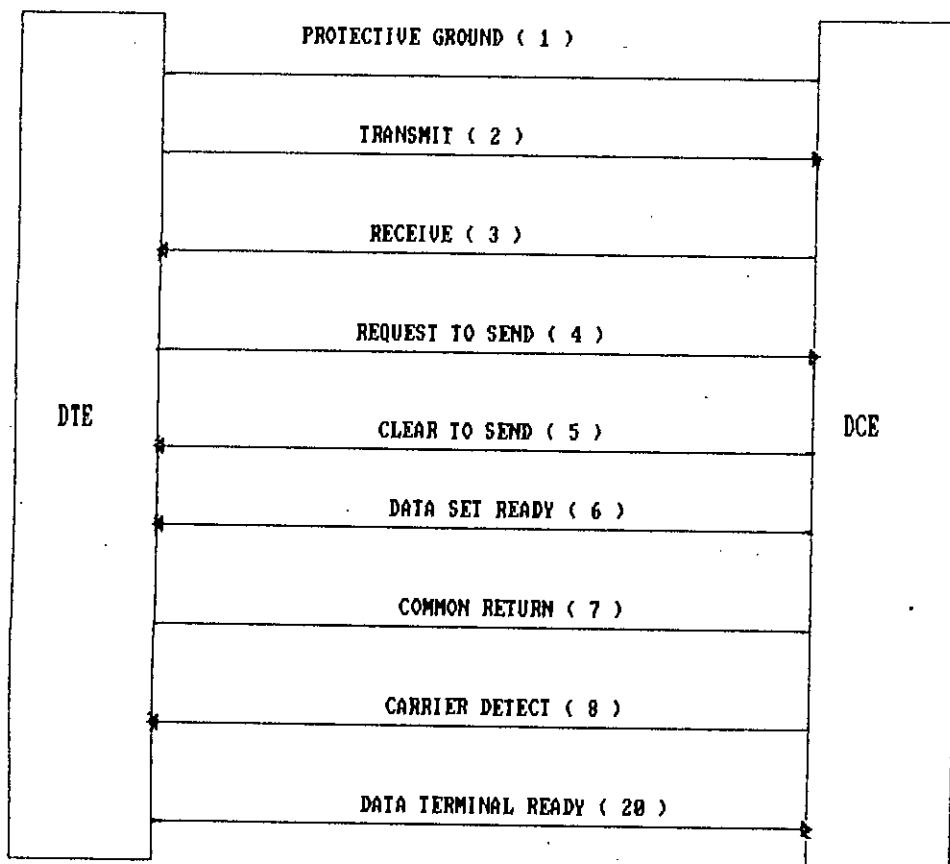 PROTECTIVE GROUND ( 1 )
TRANSMIT ( 2 )
RECEIVE ( 3 )
REQUEST TO SEND ( 4 )
DTE
CLEAR TO SEND ( 5 )
DCE
DATA SET READY ( 6 )
COMMON RETURN ( 7 )
CARRIER DETECT ( 8 )
DATA TERMINAL READY ( 20 )